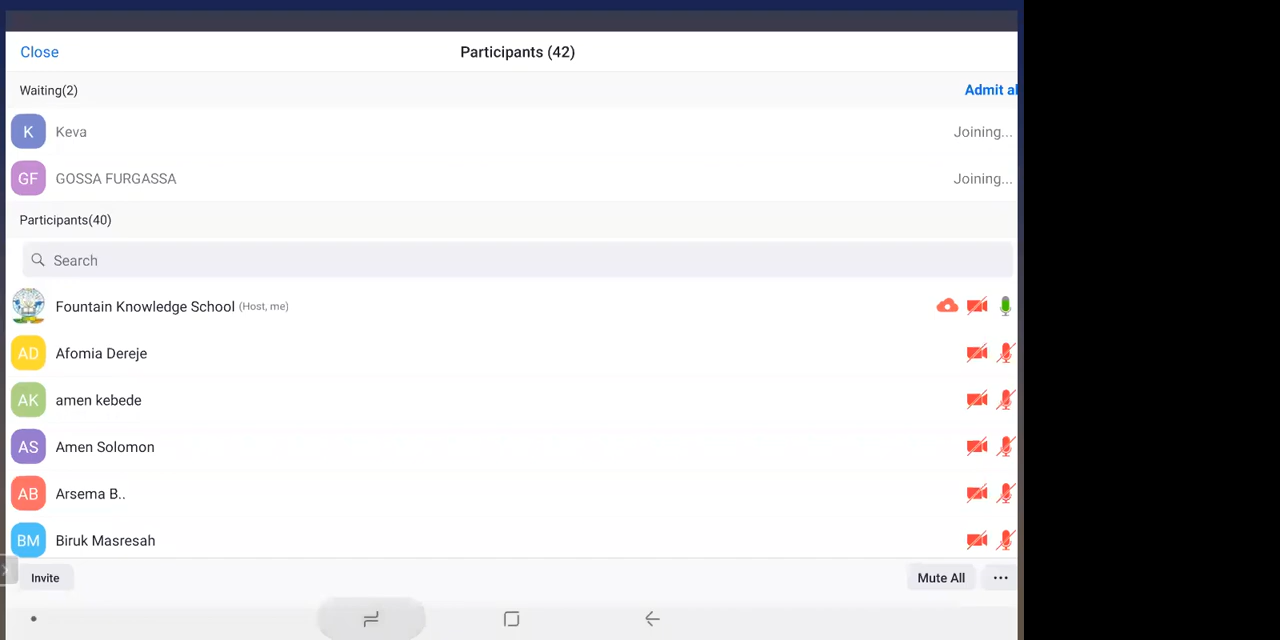 Close
Participants (42)
Waiting(2)
Admit al
K
Keva
Joining...
GF
GOSSA FURGASSA
Joining...
Participants(40)
Search
Fountain Knowledge School (Host, me)
AD
Afomia Dereje
AK
amen kebede
AS
Amen Solomon
AB
Arsema B..
BM
Biruk Masresah
Invite
Mute All